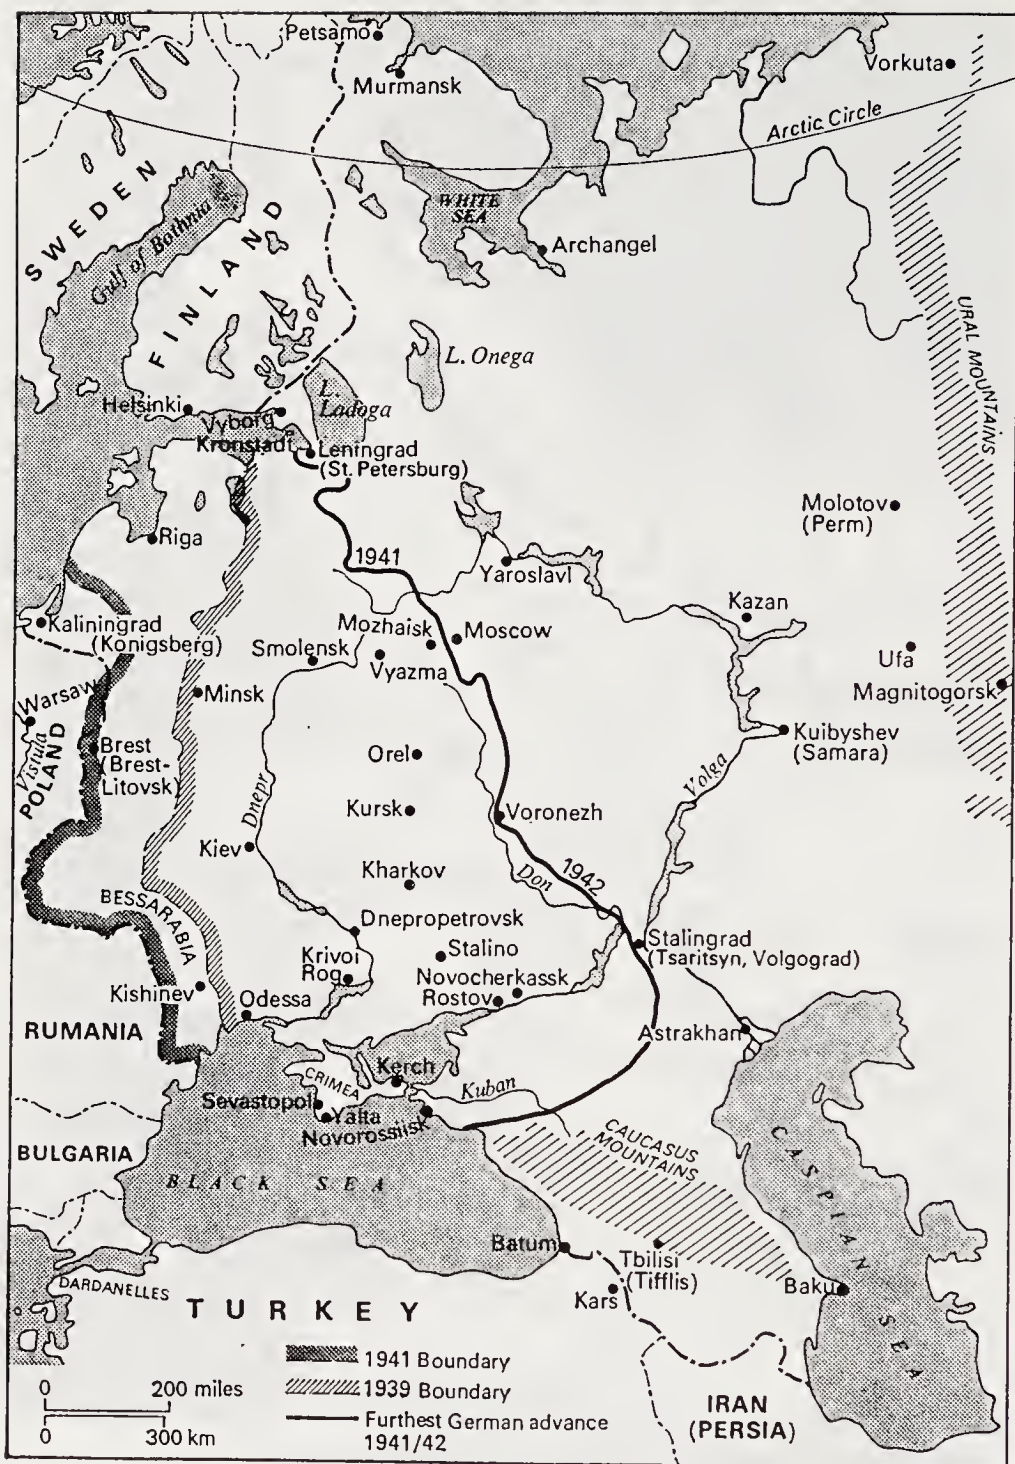 Petsamo
Murmansk
Vorkuta
Arctic Circle
SWEDEN
Gulf of Bothnia
FINLAND
WHITE
SEA
Archangel
URAL MOUNTAINS
L. Onega
L.
Ladoga
Helsinki
Vyborg
Kronstadt
Leningrad
(St. Petersburg)
Molotov
(Perm)
Riga
1941
Yaroslavl
Kazan
Kaliningrad
(Konigsberg)
Mozhaisk
Moscow
Smolensk
Vyazma
Ufa
Magnitogorsk
Warsaw
Minsk
Vistula
POLAND
Brest
(Brest-
Litovsk)
Kuibyshev
(Samara)
Orel
Volga
Dnepr
Kursk
Voronezh
Kiev
Kharkov
1942
Don
BESSARABIA
Dnepropetrovsk
Stalino
Stalingrad
(Tsaritsyn, Volgograd)
Krivoi
Rog
Novocherkassk
Rostov
Kishinev
Odessa
RUMANIA
Astrakhan
CRIMEA
Kerch
Kuban
Sevastopol
Yalta
Novorossiisk
BULGARIA
CAUCASUS
MOUNTAINS
BLACK SEA
CASPIAN SEA
Batum
Tbilisi
(Tifflis)
Kars
Baku
DARDANELLES
TURKEY
IRAN
(PERSIA)
1941 Boundary
1939 Boundary
Furthest German advance
1941/42
0 200 miles
0 300 km